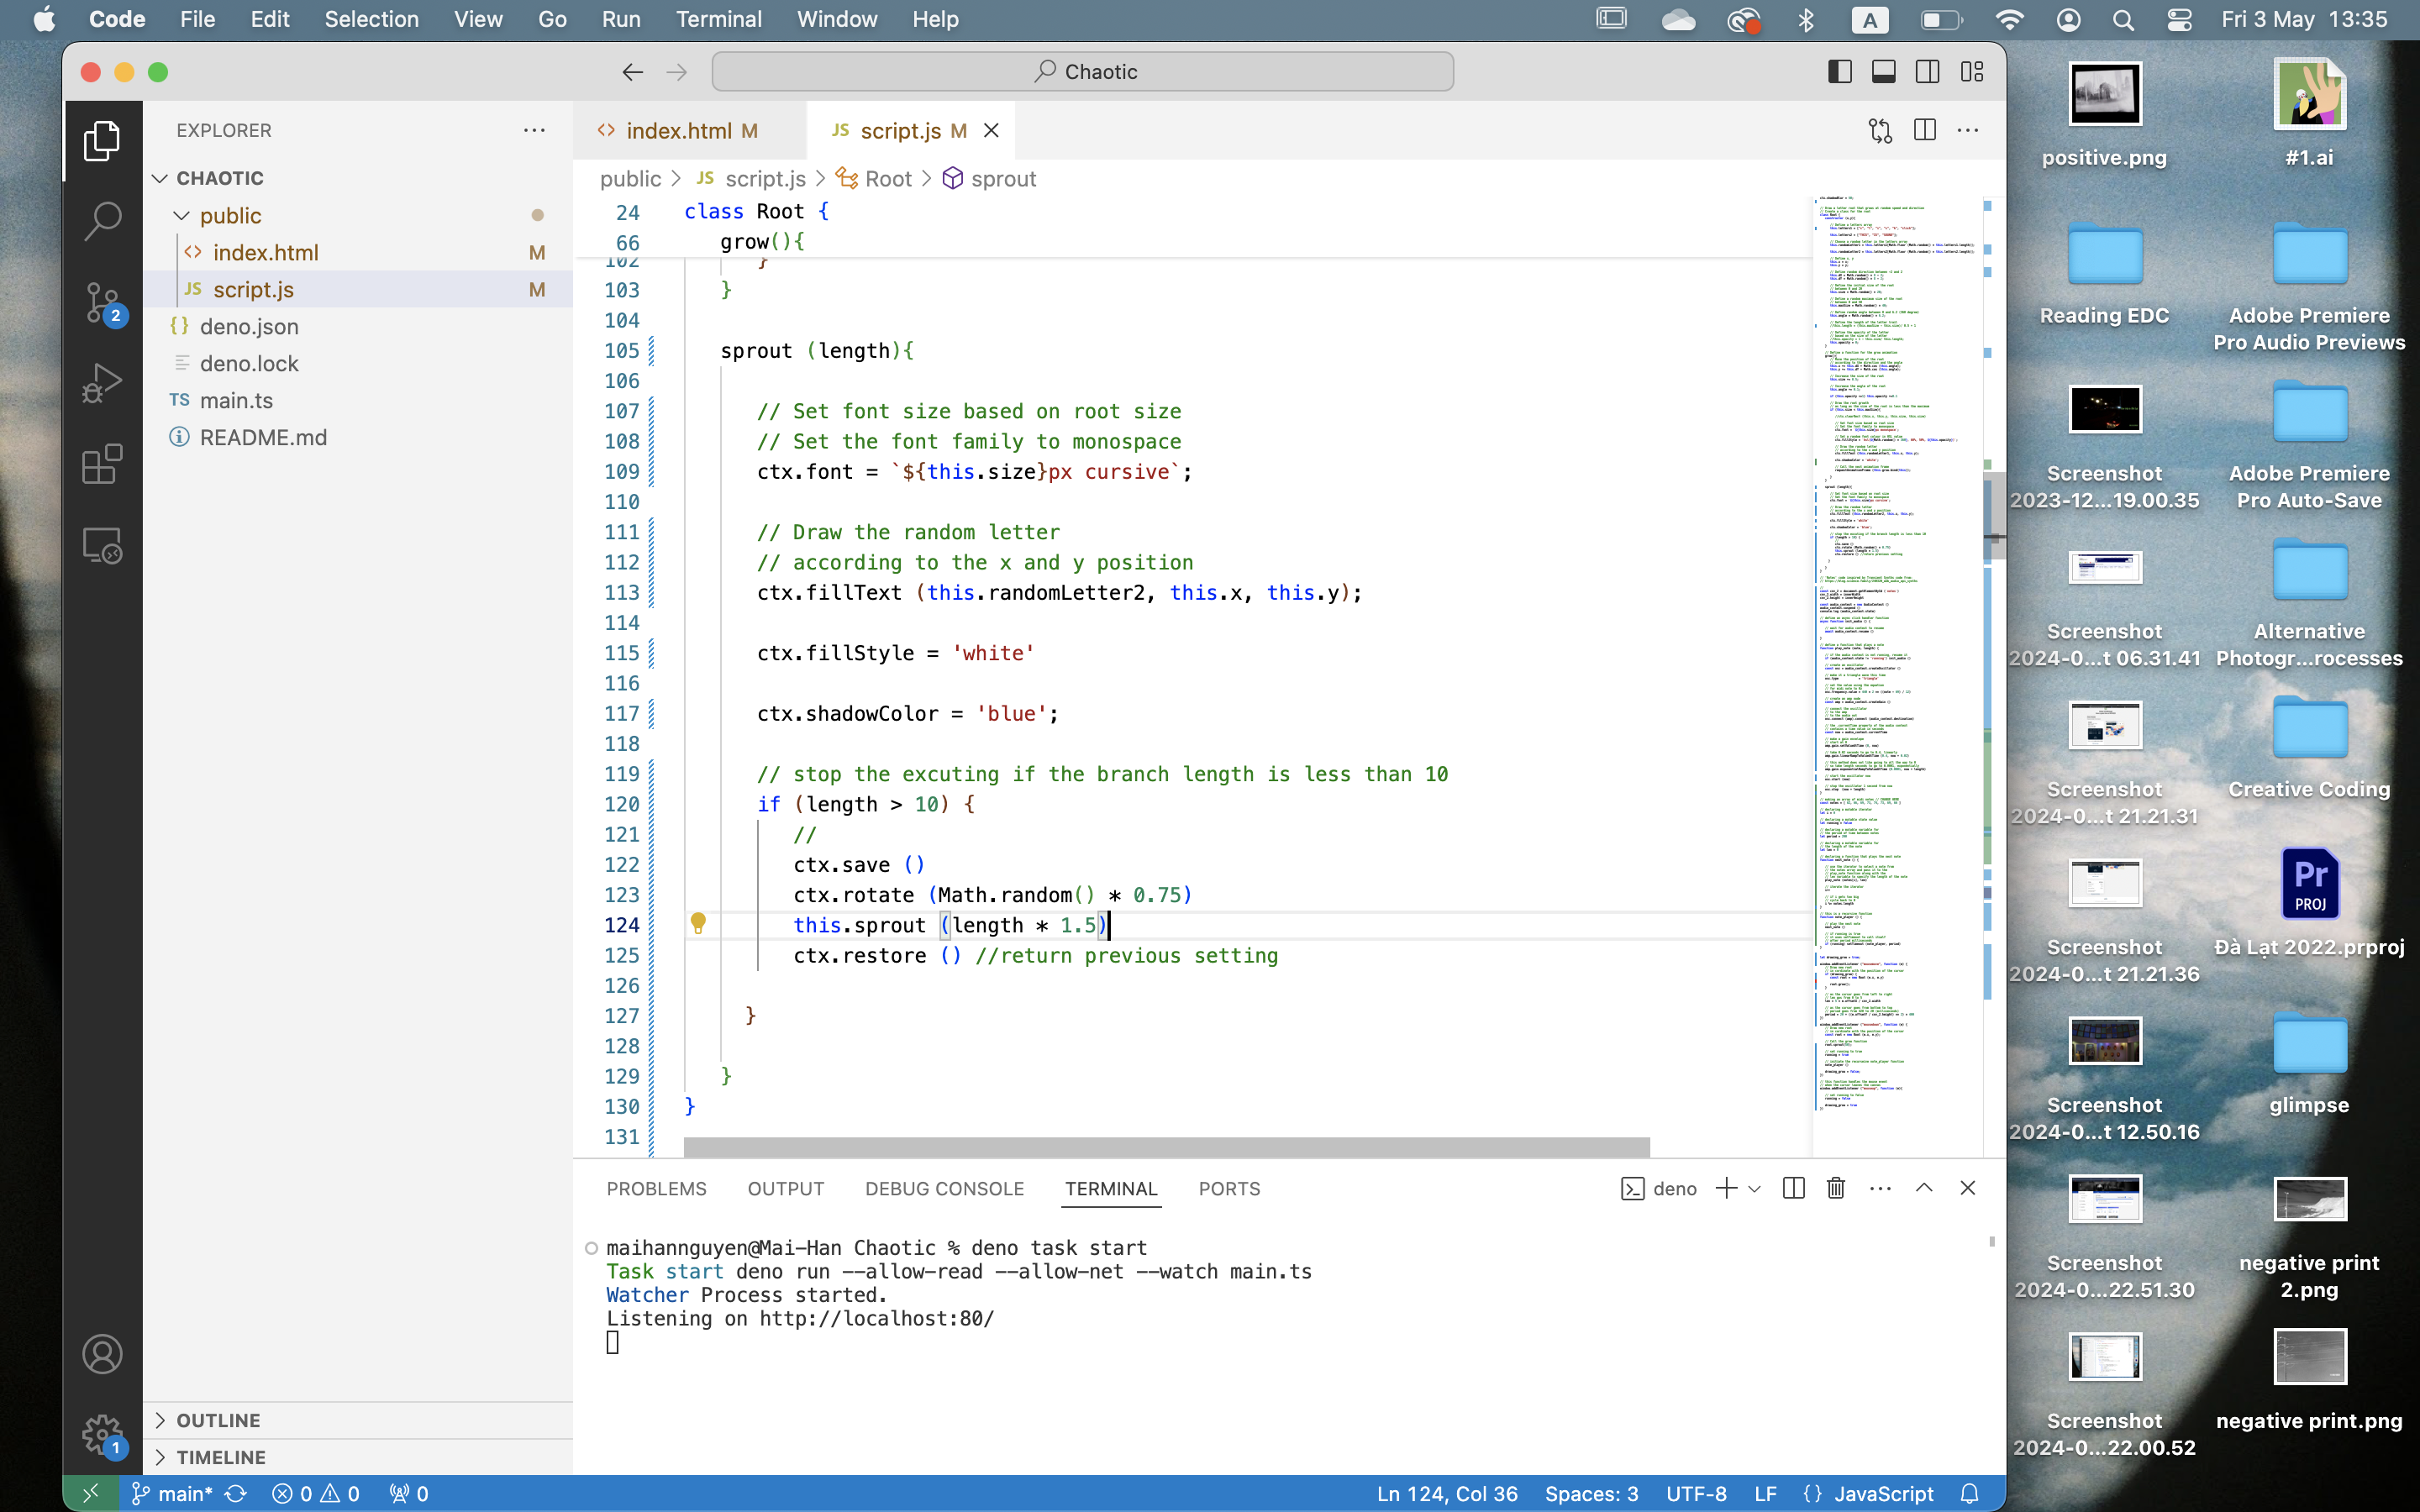 Code File Edit Selection View Go Run Terminal Window Help
A
Fri 3 May 13:35
Chaotic
EXPLORER
CHAOTIC
public
index.html M
JS script.js M
{} deno.json
deno.lock
TS main.ts
README.md
OUTLINE
TIMELINE
2
1
<> index.html M
JS script.js M
public > JS script.js > Root > sprout
24 class Root {
66 grow(){
102 }
103 }
104
105 sprout (length){
106
107 // Set font size based on root size
108 // Set the font family to monospace
109 ctx.font = `${this.size}px cursive`;
110
111 // Draw the random letter
112 // according to the x and y position
113 ctx.fillText (this.randomLetter2, this.x, this.y);
114
115 ctx.fillStyle = 'white'
116
117 ctx.shadowColor = 'blue';
118
119 // stop the excuting if the branch length is less than 10
120 if (length > 10) {
121 //
122 ctx.save ()
123 ctx.rotate (Math.random() * 0.75)
124 this.sprout (length * 1.5)
125 ctx.restore () //return previous setting
126
127 }
128
129 }
130 }
131
PROBLEMS OUTPUT DEBUG CONSOLE TERMINAL PORTS
deno
maihannguyen@Mai-Han Chaotic % deno task start
Task start deno run --allow-read --allow-net --watch main.ts
Watcher Process started.
Listening on http://localhost:80/
main* 0 0 0
Ln 124, Col 36 Spaces: 3 UTF-8 LF {} JavaScript
positive.png
#1.ai
Reading EDC
Adobe Premiere
Pro Audio Previews
Screenshot
2023-12...19.00.35
Adobe Premiere
Pro Auto-Save
Screenshot
2024-0...t 06.31.41
Alternative
Photogr...rocesses
Screenshot
2024-0...t 21.21.31
Creative Coding
Screenshot
2024-0...t 21.21.36
Pr
PROJ
Đà Lạt 2022.prproj
Screenshot
2024-0...t 12.50.16
glimpse
Screenshot
2024-0...22.51.30
negative print
2.png
Screenshot
2024-0...22.00.52
negative print.png